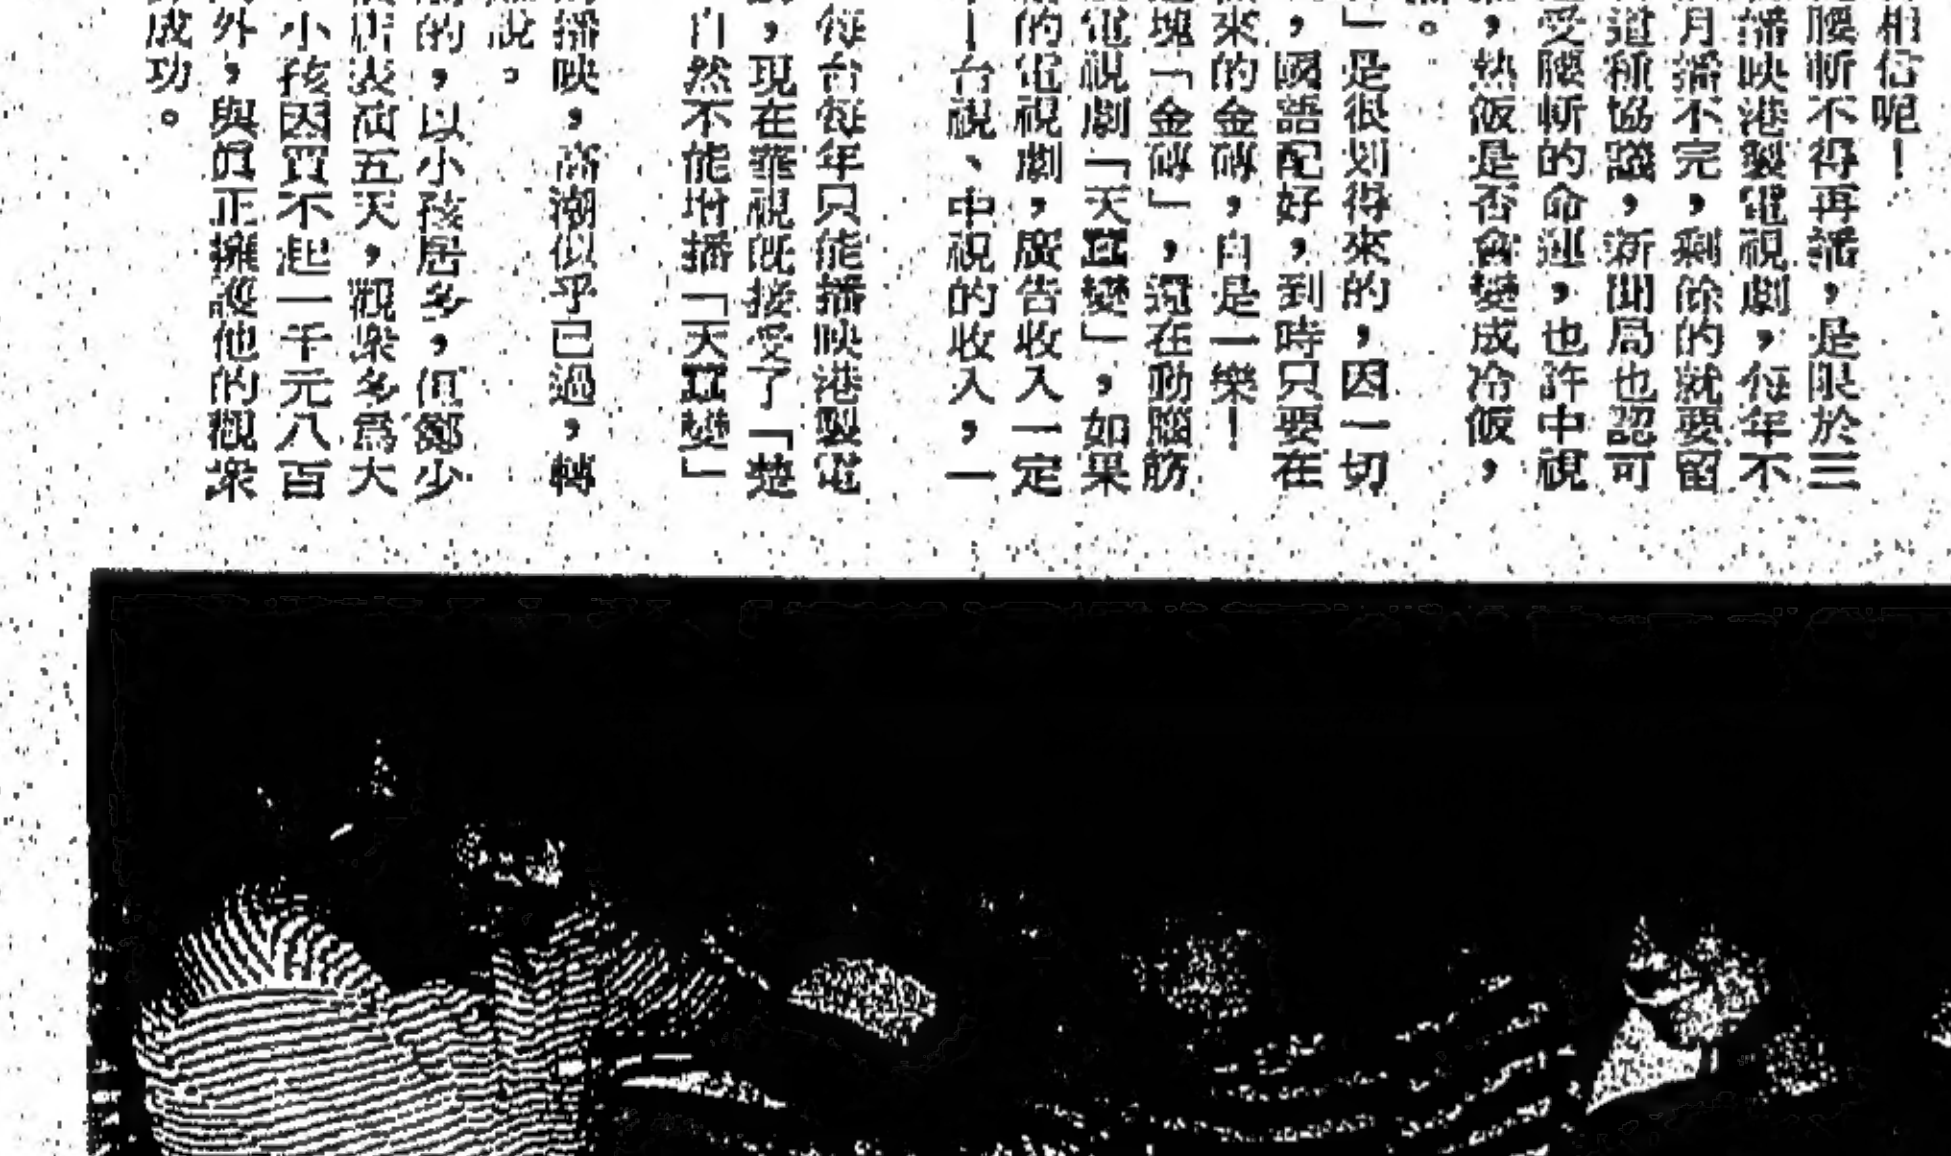 相信呢！
腰斬不得再播，是限於三
播映港製電視劇，每年不
月播不完，剩餘的就要留
這種協議，新聞局也認可
受腰斬的命運，也許中視
，熱飯是否會變成冷飯，
。
」是很划得來的，因一切
，國語配好，到時只要在
來的金磚，自是一樂！
塊「金磚」，還在動腦筋
電視劇「天蠶變」，如果
的電視劇，廣告收入一定
台視、中視的收入，一
每台每年只能播映港製電
，現在華視既接受了「楚
自然不能增播「天蠶變」
播映，高潮似乎已過，轉
說。
的，以小孩居多，但鄭少
店表演五天，觀眾多爲大
小孩因買不起一千元八百
外，與眞正擁護他的觀眾
成功。